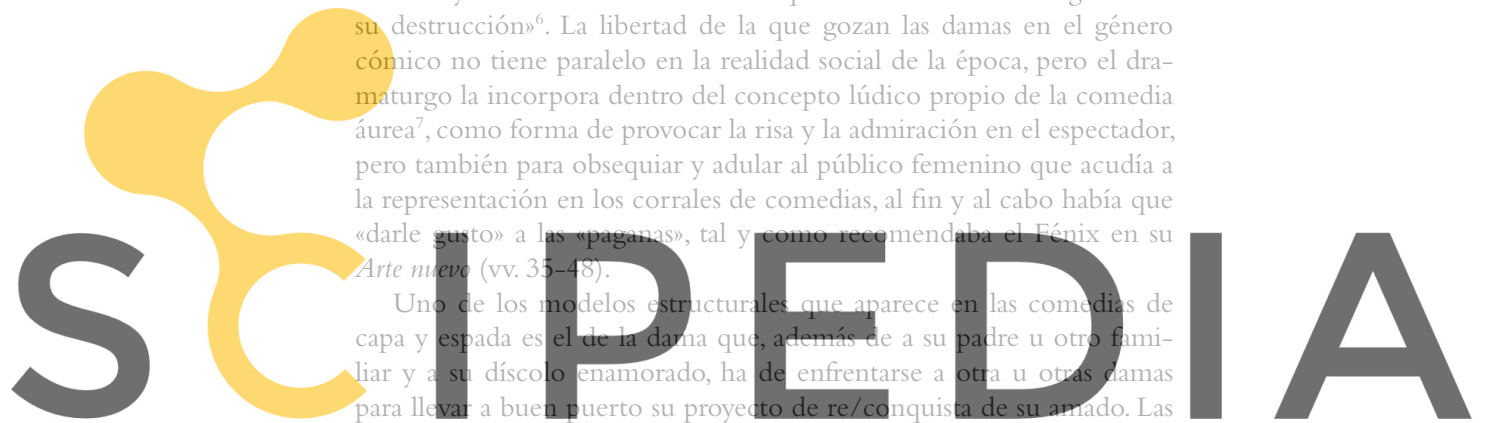 su destrucción»⁶. La libertad de la que gozan las damas en el género
cómico no tiene paralelo en la realidad social de la época, pero el dra-
maturgo la incorpora dentro del concepto lúdico propio de la comedia
áurea⁷, como forma de provocar la risa y la admiración en el espectador,
pero también para obsequiar y adular al público femenino que acudía a
la representación en los corrales de comedias, al fin y al cabo había que
«darle gusto» a las «paganas», tal y como recomendaba el Fénix en su
Arte nuevo (vv. 35-48).
Uno de los modelos estructurales que aparece en las comedias de
capa y espada es el de la dama que, además de a su padre u otro fami-
liar y a su díscolo enamorado, ha de enfrentarse a otra u otras damas
para llevar a buen puerto su proyecto de re/conquista de su amado. Las
SCIPEDIA